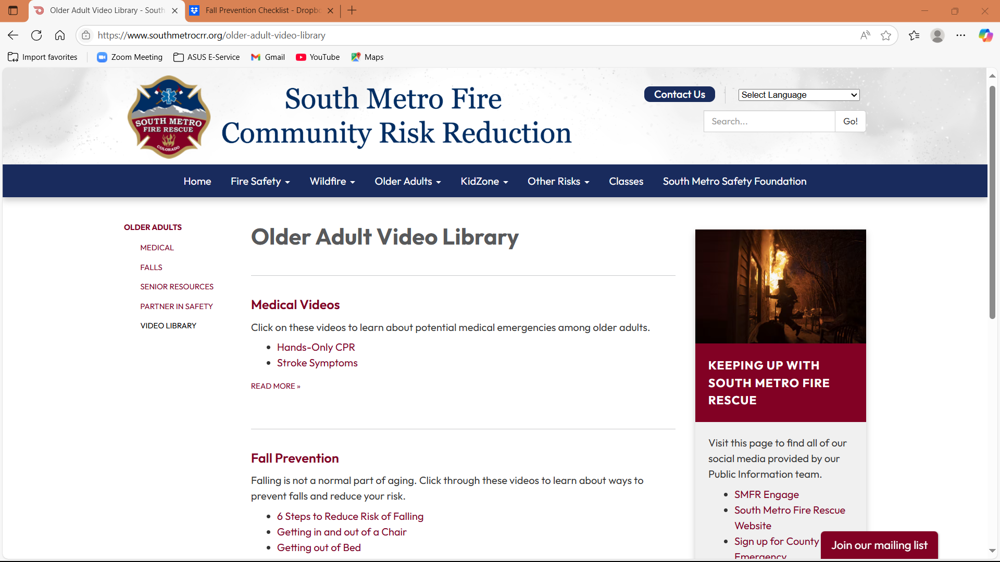 Older Adult Video Library - South
Fall Prevention Checklist - Dropbo
https://www.southmetrocrr.org/older-adult-video-library
Import favorites
Zoom Meeting
ASUS E-Service
Gmail
YouTube
Maps
SOUTH METRO
FIRE RESCUE
COLORADO
South Metro Fire
Community Risk Reduction
Contact Us
Select Language
Search...
Go!
Home
Fire Safety
Wildfire
Older Adults
KidZone
Other Risks
Classes
South Metro Safety Foundation
OLDER ADULTS
MEDICAL
FALLS
SENIOR RESOURCES
PARTNER IN SAFETY
VIDEO LIBRARY
Older Adult Video Library
Medical Videos
Click on these videos to learn about potential medical emergencies among older adults.
Hands-Only CPR
Stroke Symptoms
READ MORE »
Fall Prevention
Falling is not a normal part of aging. Click through these videos to learn about ways to
prevent falls and reduce your risk.
6 Steps to Reduce Risk of Falling
Getting in and out of a Chair
Getting out of Bed
KEEPING UP WITH
SOUTH METRO FIRE
RESCUE
Visit this page to find all of our
social media provided by our
Public Information team.
SMFR Engage
South Metro Fire Rescue
Website
Sign up for County
Emergency
Join our mailing list